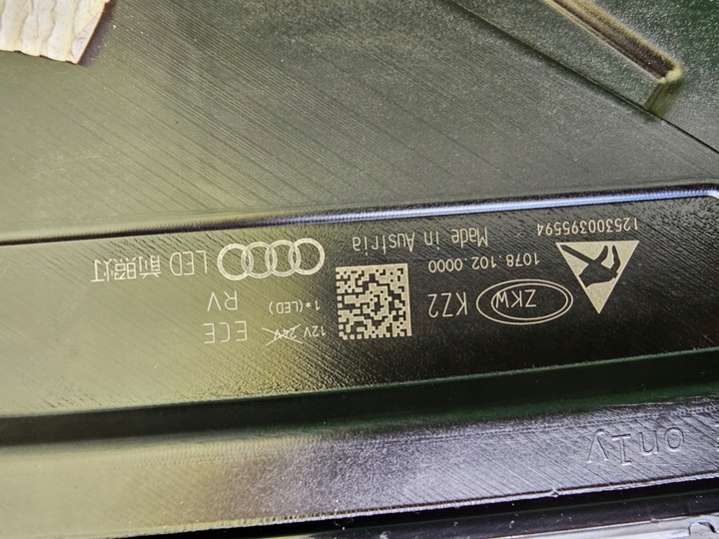 only
ZKW KZ2
12V 24V ECE
1*(LED) RV
1078.102.0000
LED 前照灯
125300395594
Made in Austria